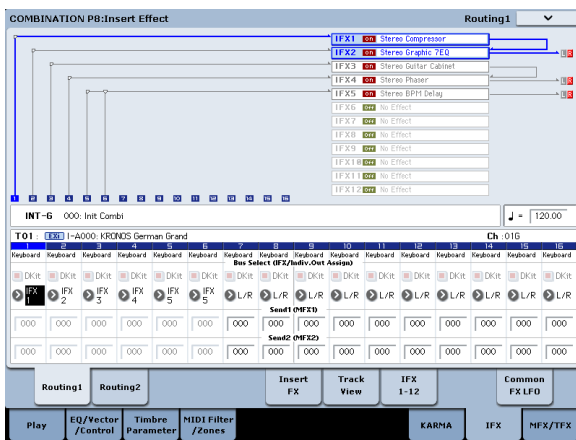 COMBINATION P8:Insert Effect Routing1
IFX1 On Stereo Compressor
IFX2 On Stereo Graphic 7EQ L R
IFX3 On Stereo Guitar Cabinet
IFX4 On Stereo Phaser L R
IFX5 On Stereo BPM Delay L R
IFX6 Off No Effect
IFX7 Off No Effect
IFX8 Off No Effect
IFX9 Off No Effect
IFX10 Off No Effect
IFX11 Off No Effect
IFX12 Off No Effect
1 2 3 4 5 6 7 8 9 10 11 12 13 14 15 16
INT-G 000: Init Combi ♩ = 120.00
T01 : EXi I-A000: KRONOS German Grand Ch :01G
1 2 3 4 5 6 7 8 9 10 11 12 13 14 15 16
Keyboard Keyboard Keyboard Keyboard Keyboard Keyboard Keyboard Keyboard Keyboard Keyboard Keyboard Keyboard Keyboard Keyboard Keyboard Keyboard
Bus Select (IFX/Indiv.Out Assign)
DKit DKit DKit DKit DKit DKit DKit DKit DKit DKit DKit DKit DKit DKit DKit DKit
IFX 1 IFX 2 IFX 3 IFX 4 IFX 5 IFX 5 L/R L/R L/R L/R L/R L/R L/R L/R L/R L/R
Send1 (MFX1)
000 000 000 000 000 000 000 000 000 000 000 000 000 000 000 000
Send2 (MFX2)
000 000 000 000 000 000 000 000 000 000 000 000 000 000 000 000
Routing1 Routing2 Insert FX Track View IFX 1-12 Common FX LFO
Play EQ/Vector /Control Timbre Parameter MIDI Filter /Zones KARMA IFX MFX/TFX